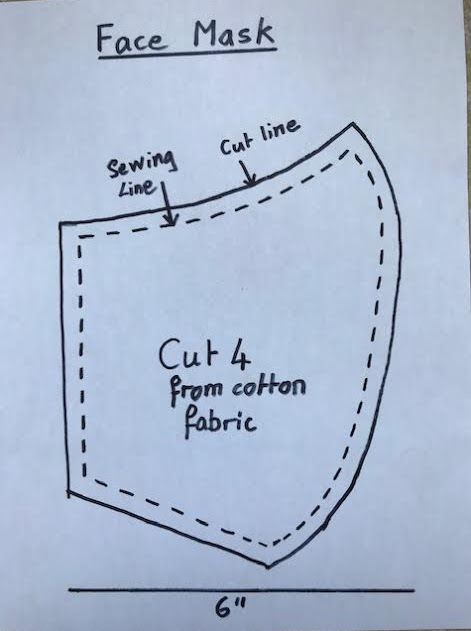 Face Mask
Cut line
Sewing
Line
Cut 4
from cotton
fabric
6"